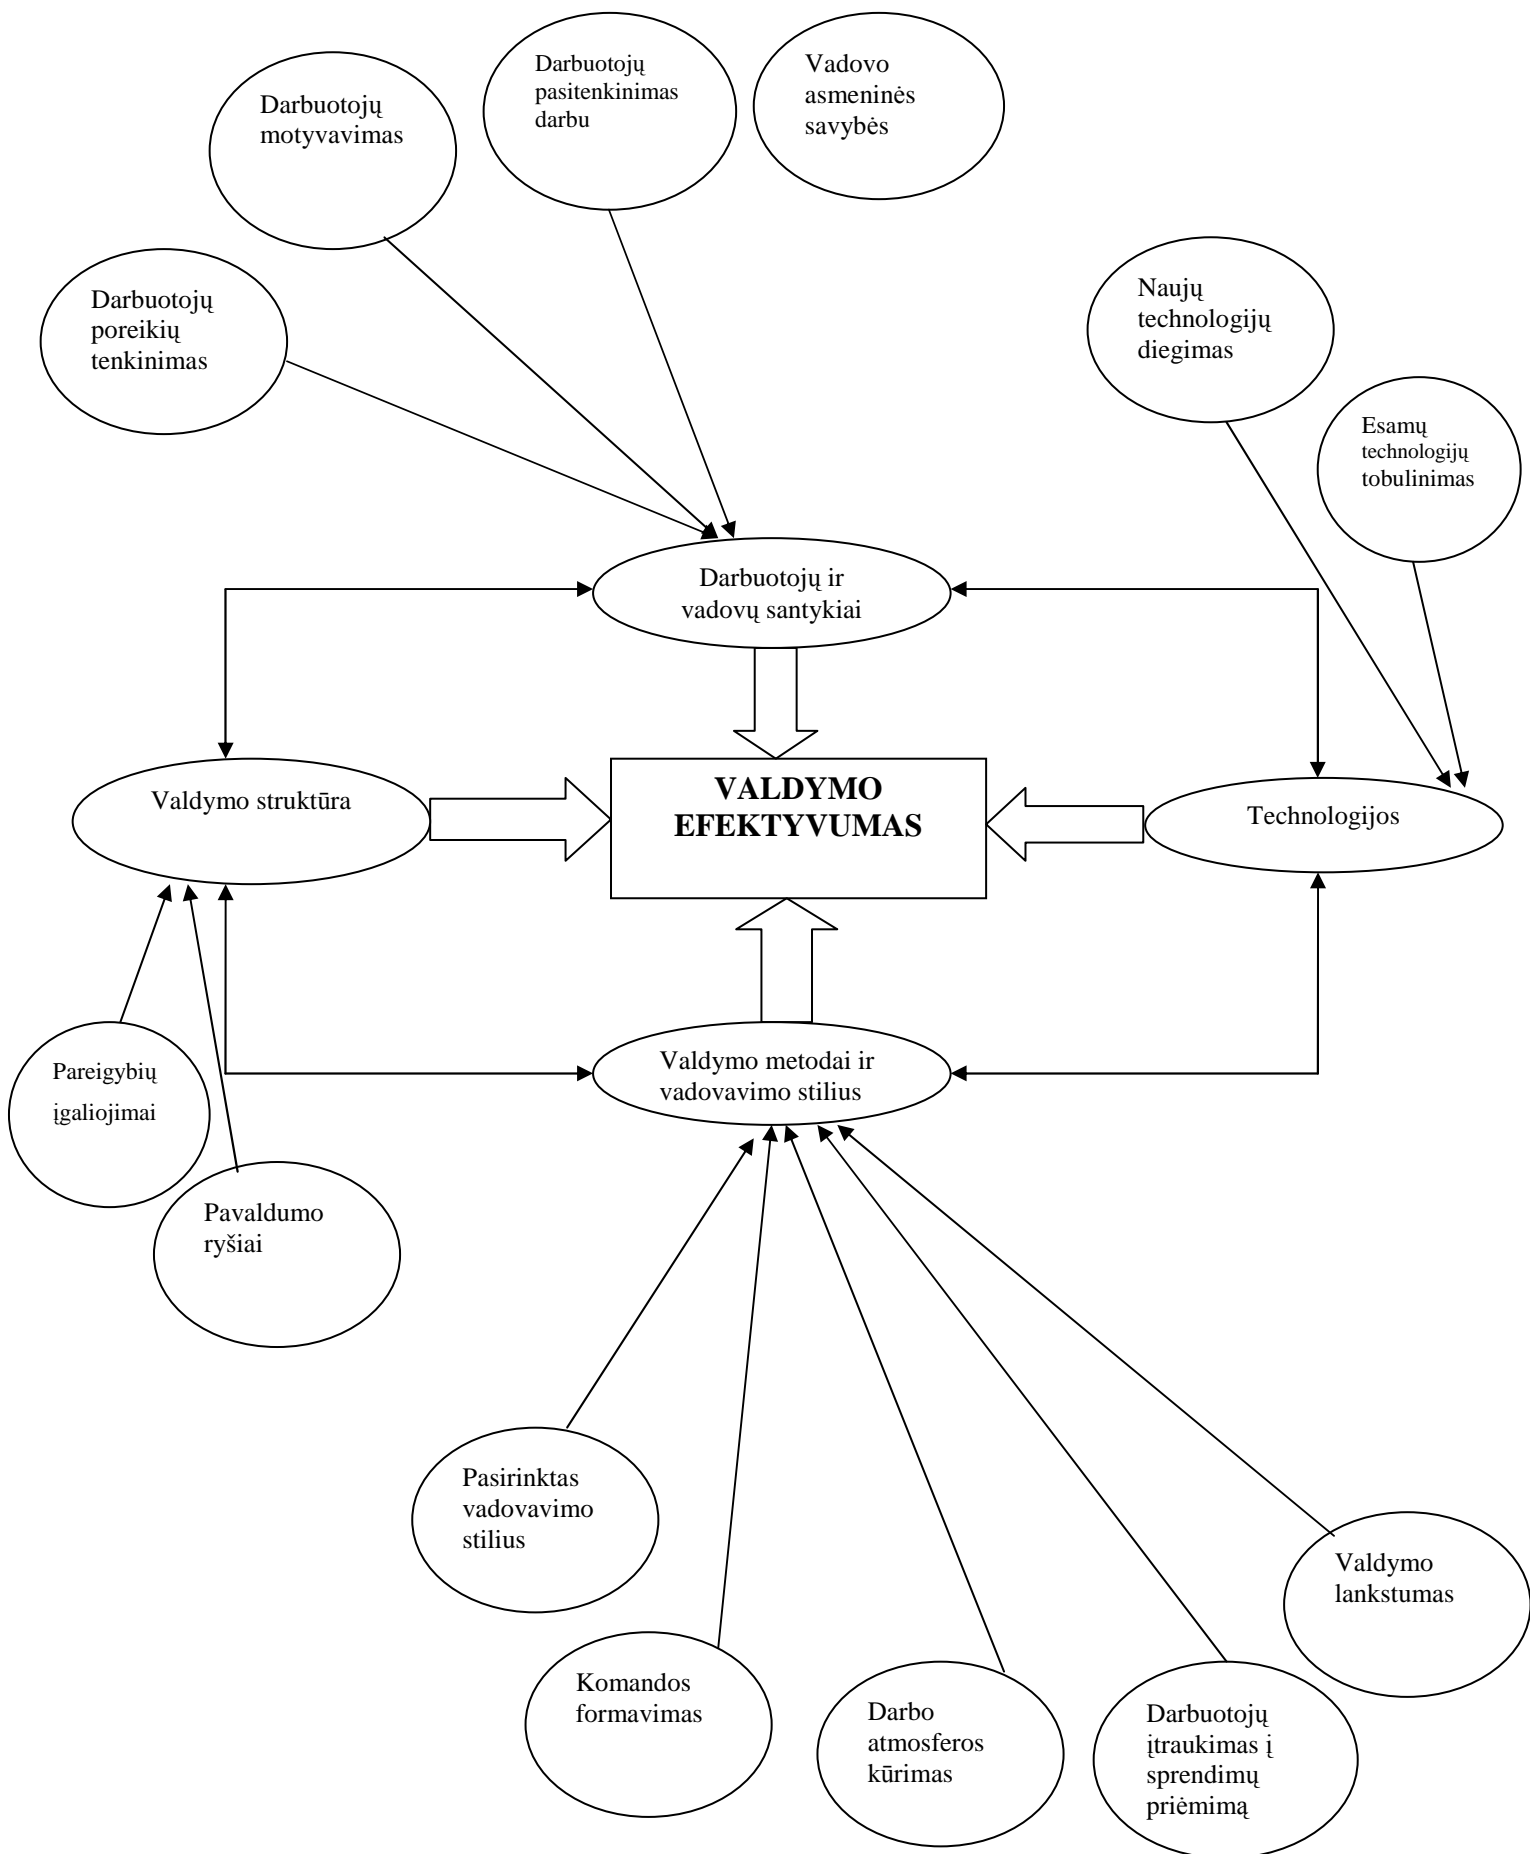 Darbuotojų
motyvavimas
Darbuotojų
pasitenkinimas
darbu
Vadovo
asmeninės
savybės
Darbuotojų
poreikių
tenkinimas
Naujų
technologijų
diegimas
Esamų
technologijų
tobulinimas
Darbuotojų ir
vadovų santykiai
Valdymo struktūra
VALDYMO
EFEKTYVUMAS
Technologijos
Valdymo metodai ir
vadovavimo stilius
Pareigybių
įgaliojimai
Pavaldumo
ryšiai
Pasirinktas
vadovavimo
stilius
Valdymo
lankstumas
Komandos
formavimas
Darbo
atmosferos
kūrimas
Darbuotojų
įtraukimas į
sprendimų
priėmimą